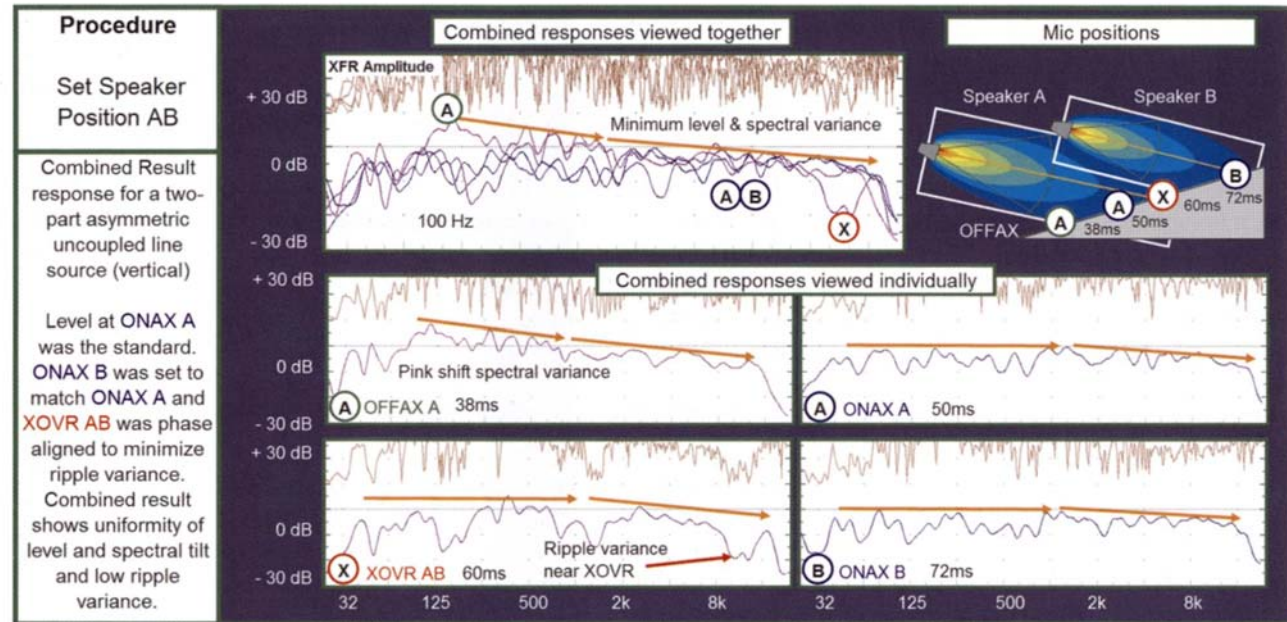 Procedure
Set Speaker
Position AB
Combined Result
response for a two-
part asymmetric
uncoupled line
source (vertical)
Level at ONAX A
was the standard.
ONAX B was set to
match ONAX A and
XOVR AB was phase
aligned to minimize
ripple variance.
Combined result
shows uniformity of
level and spectral tilt
and low ripple
variance.
Combined responses viewed together
XFR Amplitude
+ 30 dB
0 dB
- 30 dB
A
Minimum level & spectral variance
A B
X
100 Hz
Mic positions
Speaker A
Speaker B
B
72ms
X
60ms
A
50ms
A
38ms
OFFAX
Combined responses viewed individually
+ 30 dB
0 dB
- 30 dB
Pink shift spectral variance
A OFFAX A 38ms
A ONAX A 50ms
+ 30 dB
0 dB
- 30 dB
Ripple variance
near XOVR
X XOVR AB 60ms
B ONAX B 72ms
32 125 500 2k 8k
32 125 500 2k 8k